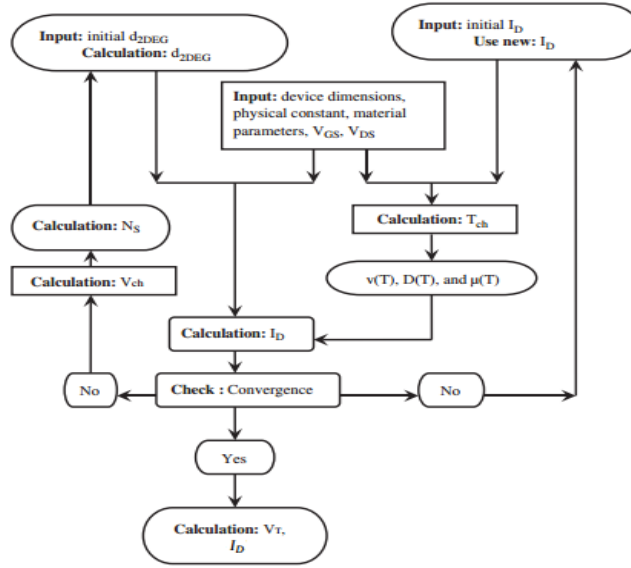 Input: initial d2DEG
Calculation: d2DEG
Input: initial ID
Use new: ID
Input: device dimensions,
physical constant, material
parameters, VGS, VDS
Calculation: NS
Calculation: Tch
Calculation: Vch
v(T), D(T), and μ(T)
Calculation: ID
No
Check : Convergence
No
Yes
Calculation: VT,
ID